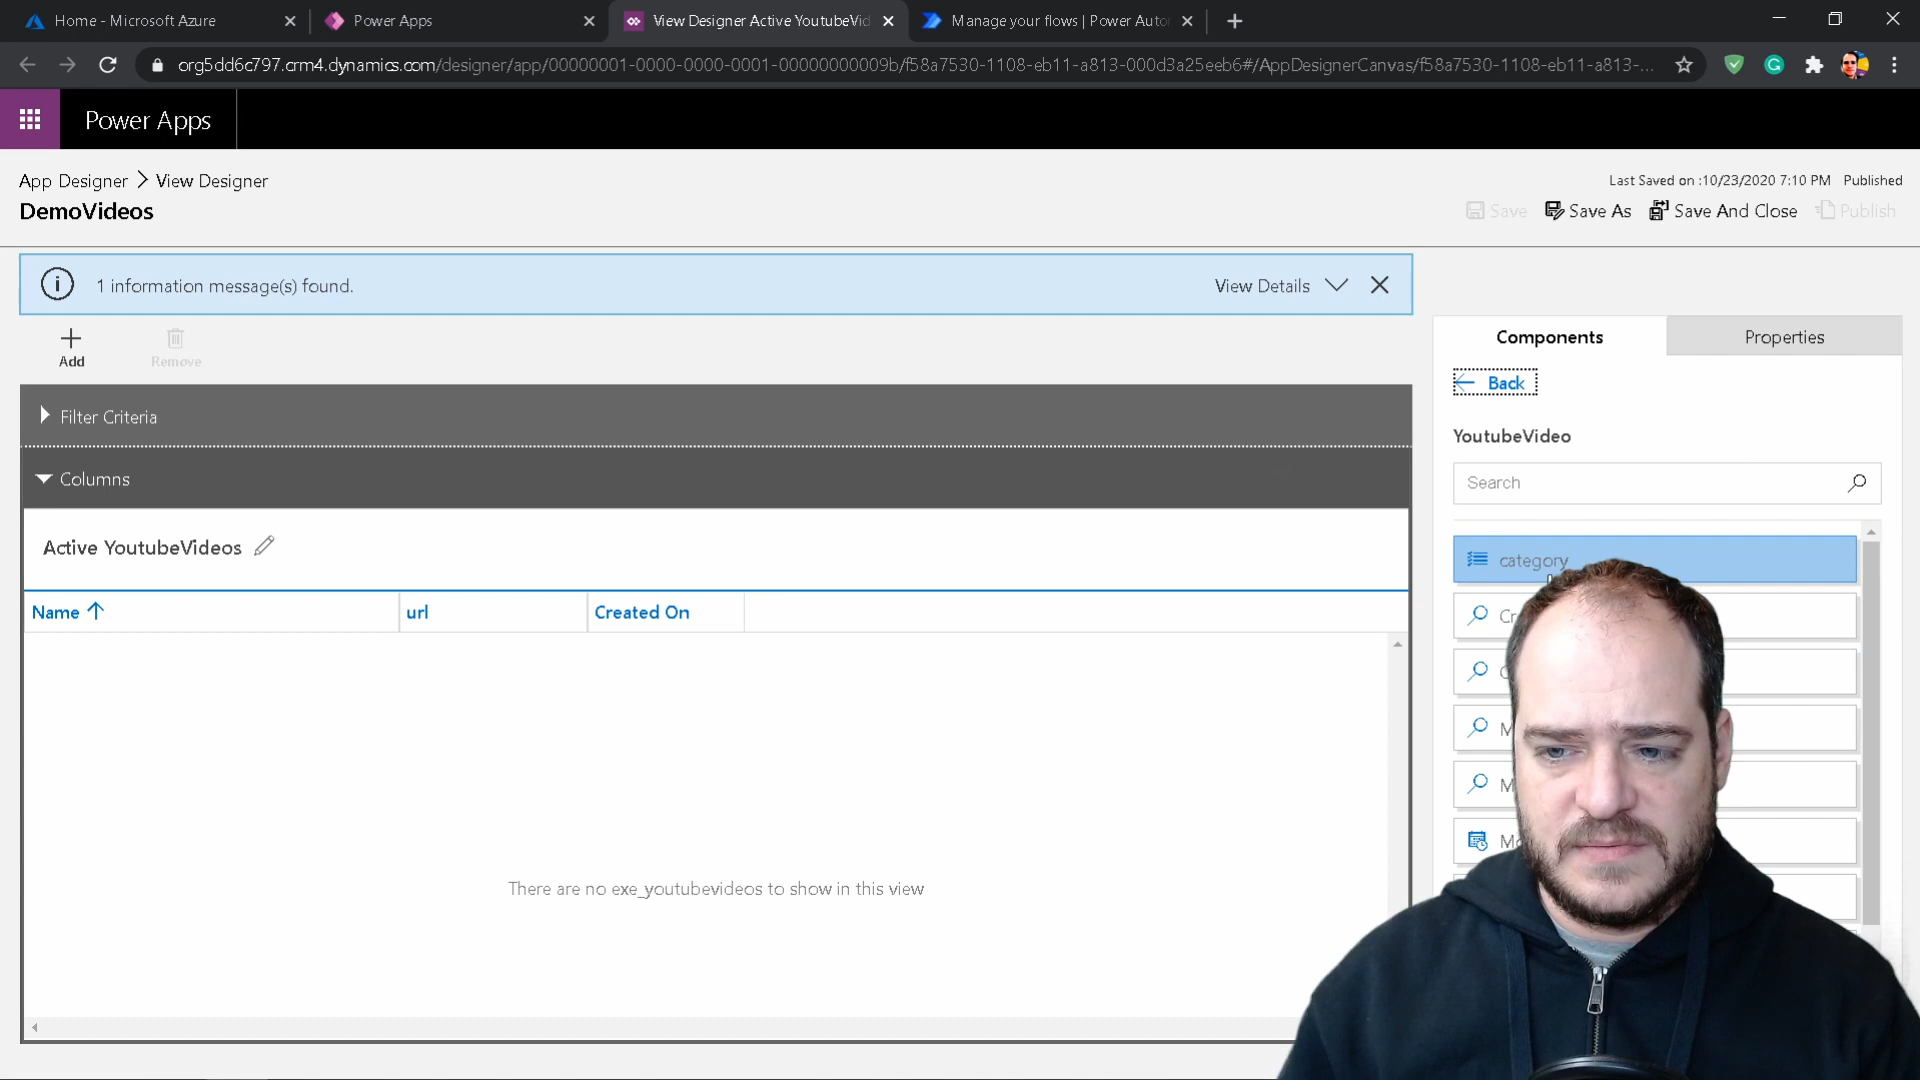 Home - Microsoft Azure
Power Apps
View Designer Active YoutubeVid
Manage your flows | Power Autor
org5dd6c797.crm4.dynamics.com/designer/app/00000001-0000-0000-0001-00000000009b/f58a7530-1108-eb11-a813-000d3a25eeb6#/AppDesignerCanvas/f58a7530-1108-eb11-a813-...
Power Apps
App Designer > View Designer
Last Saved on :10/23/2020 7:10 PM Published
DemoVideos
Save Save As Save And Close Publish
1 information message(s) found.
View Details
Add
Remove
Components
Properties
Back
Filter Criteria
YoutubeVideo
Columns
Search
Active YoutubeVideos
category
Name
url
Created On
There are no exe_youtubevideos to show in this view